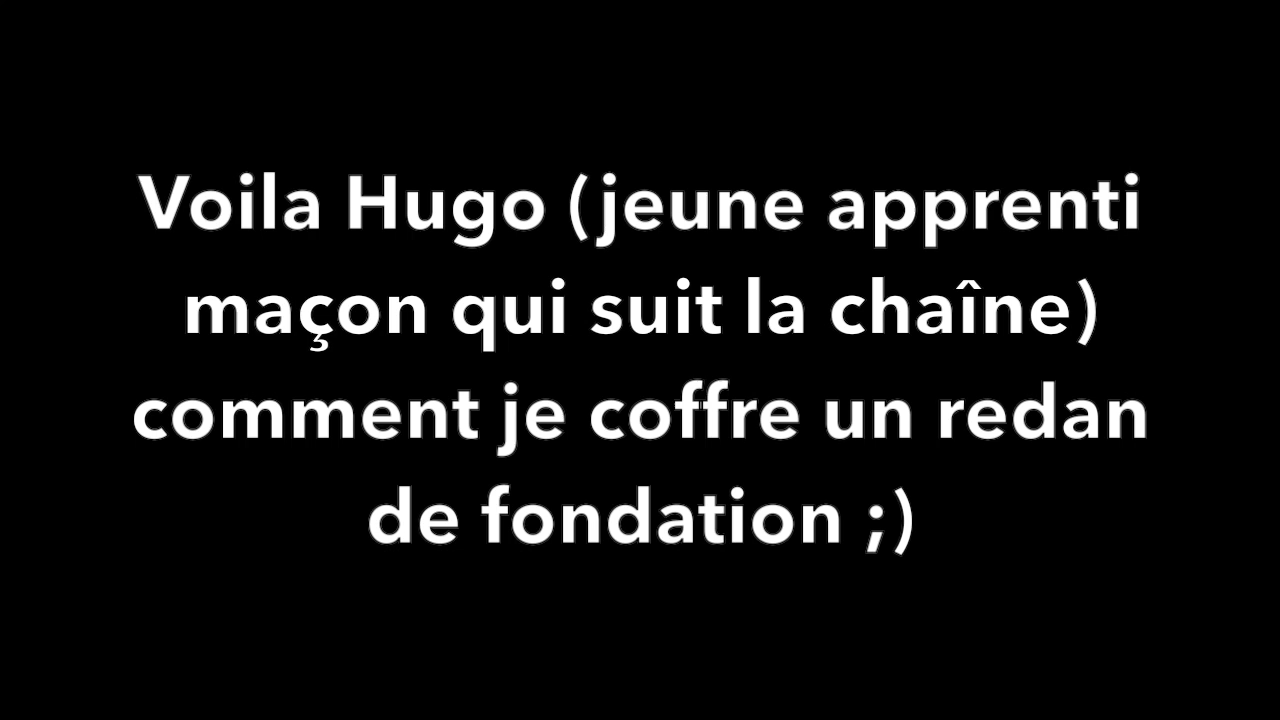 Voila Hugo (jeune apprenti
maçon qui suit la chaîne)
comment je coffre un redan
de fondation ;)